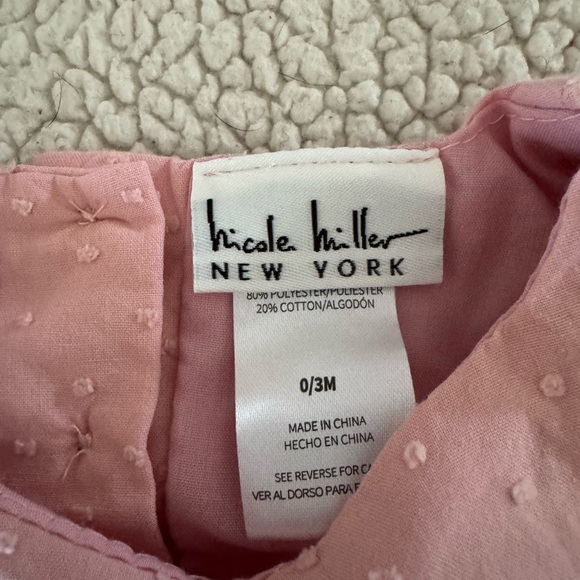 nicole miller
NEW YORK
80% POLYESTER/POLIESTER
20% COTTON/ALGODÓN
0/3M
MADE IN CHINA
HECHO EN CHINA
SEE REVERSE FOR CA
VER AL DORSO PARA